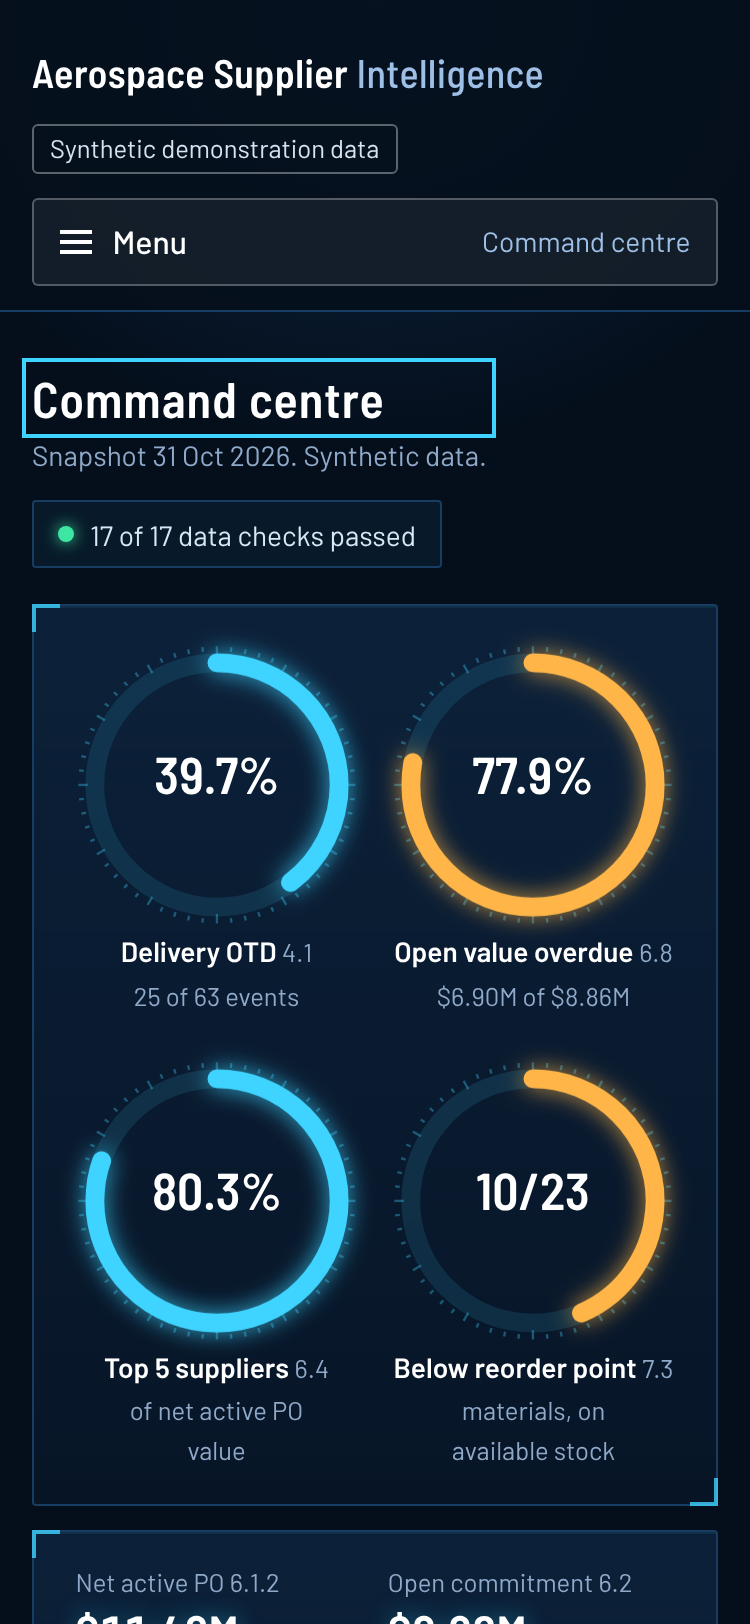 Aerospace Supplier Intelligence
Synthetic demonstration data
Menu
Command centre
Command centre
Snapshot 31 Oct 2026. Synthetic data.
17 of 17 data checks passed
39.7%
77.9%
Delivery OTD 4.1
Open value overdue 6.8
25 of 63 events
$6.90M of $8.86M
80.3%
10/23
Top 5 suppliers 6.4
Below reorder point 7.3
of net active PO
value
materials, on
available stock
Net active PO 6.1.2
Open commitment 6.2